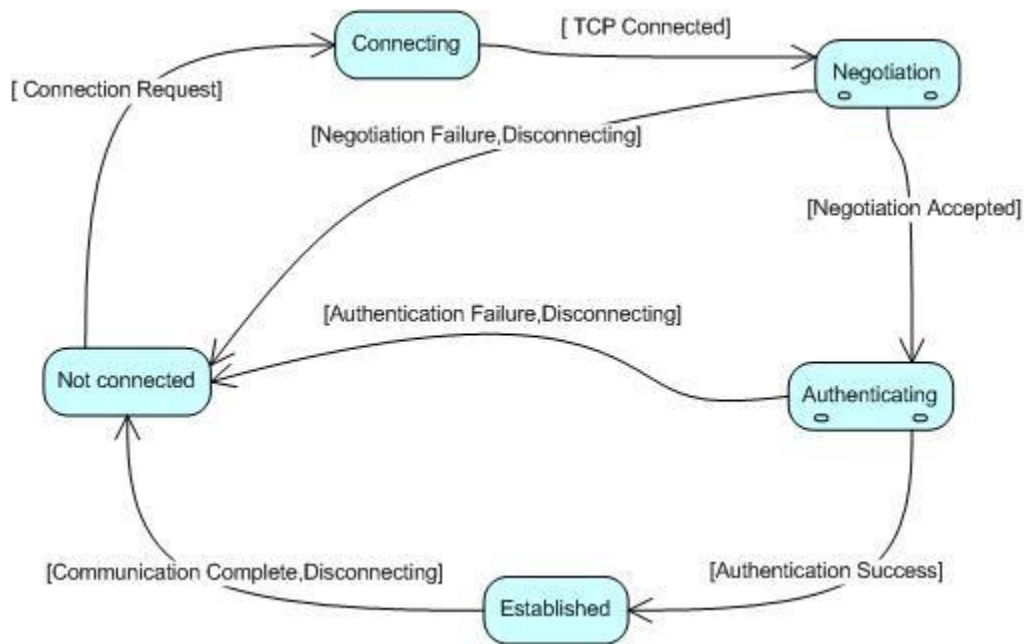 Connecting
[ TCP Connected]
Negotiation
[ Connection Request]
[Negotiation Failure,Disconnecting]
[Negotiation Accepted]
[Authentication Failure,Disconnecting]
Not connected
Authenticating
[Communication Complete,Disconnecting]
[Authentication Success]
Established